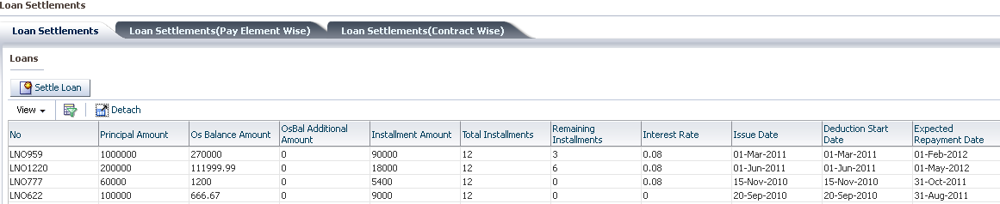 Loan Settlements
Loan Settlements Loan Settlements(Pay Element Wise) Loan Settlements(Contract Wise)
Loans
Settle Loan
View Detach
No Principal Amount Os Balance Amount OsBal Additional Amount Installment Amount Total Installments Remaining Installments Interest Rate Issue Date Deduction Start Date Expected Repayment Date
LNO959 1000000 270000 0 90000 12 3 0.08 01-Mar-2011 01-Mar-2011 01-Feb-2012
LNO1220 200000 111999.99 0 18000 12 6 0.08 01-Jun-2011 01-Jun-2011 01-May-2012
LNO777 60000 1200 0 5400 12 0 0.08 15-Nov-2010 15-Nov-2010 31-Oct-2011
LNO622 100000 666.67 0 9000 12 0 0 20-Sep-2010 20-Sep-2010 31-Aug-2011